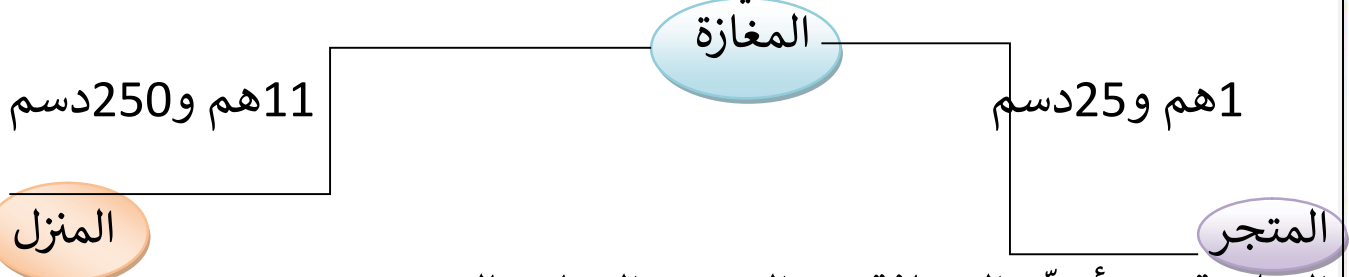 المغازة
1هم و25دسم
11هم و250دسم
المتجر
المنزل